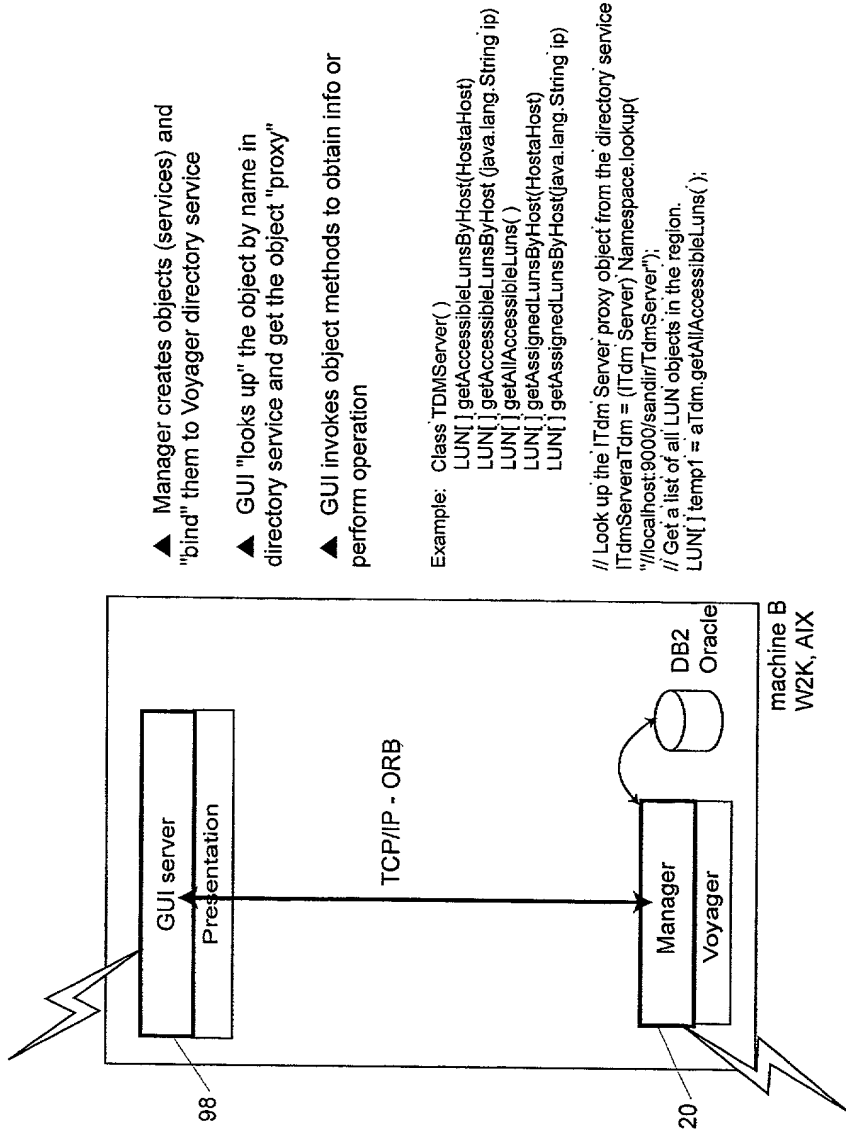 GUI server
Presentation
98
TCP/IP - ORB
Manager
Voyager
20
DB2
Oracle
machine B
W2K, AIX
▲ Manager creates objects (services) and
"bind" them to Voyager directory service
▲ GUI "looks up" the object by name in
directory service and get the object "proxy"
▲ GUI invokes object methods to obtain info or
perform operation
Example: Class TDMServer( )
LUN[ ] getAccessibleLunsByHost(HostaHost)
LUN[ ] getAccessibleLunsByHost (java.lang.String ip)
LUN[ ] getAllAccessibleLuns( )
LUN[ ] getAssignedLunsByHost(HostaHost)
LUN[ ] getAssignedLunsByHost(java.lang.String ip)
// Look up the ITdm Server proxy object from the directory service
ITdmServeraTdm = (ITdm Server) Namespace.lookup(
"//localhost:9000/sandir/TdmServer");
// Get a list of all LUN objects in the region.
LUN[ ] temp1 = aTdm.getAllAccessibleLuns( );